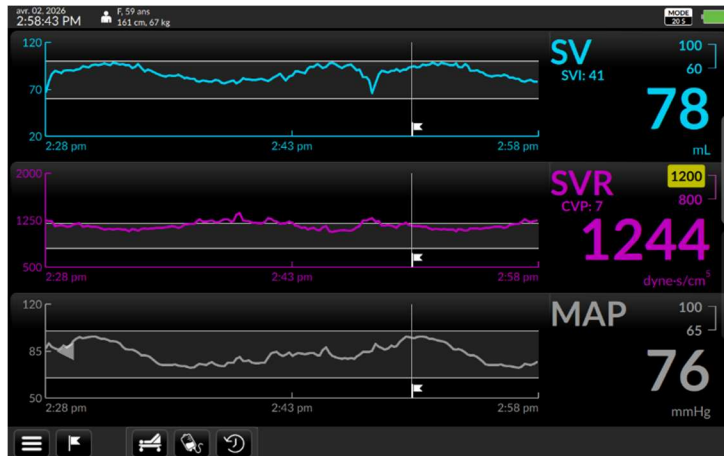 avr. 02, 2026
2:58:43 PM
F, 59 ans
161 cm, 67 kg
MODE
20 S
120
70
20
2:28 pm
2:43 pm
2:58 pm
SV
SVI: 41
100
60
78
mL
2000
1250
500
2:28 pm
2:43 pm
2:58 pm
SVR
CVP: 7
1200
800
1244
dyne-s/cm⁵
120
85
50
2:28 pm
2:43 pm
2:58 pm
MAP
100
65
76
mmHg